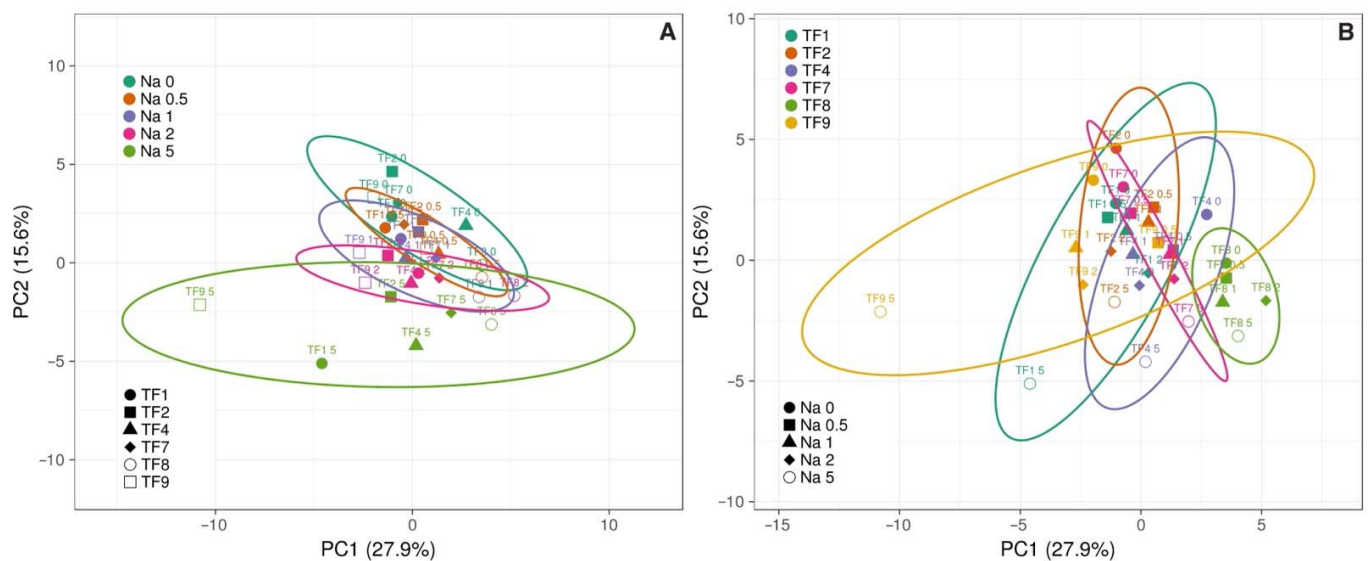 A
10
5
0
−5
−10
−10
0
10
PC2 (15.6%)
PC1 (27.9%)
Na 0
Na 0.5
Na 1
Na 2
Na 5
TF1
TF2
TF4
TF7
TF8
TF9
TF2 0
TF9 0
TF7 0
TF4 0
TF9 1
TF9 2
TF2 5
TF7 5
TF9 5
TF4 5
TF1 5
B
10
5
0
−5
−10
−15
−10
−5
0
5
PC2 (15.6%)
PC1 (27.9%)
TF1
TF2
TF4
TF7
TF8
TF9
Na 0
Na 0.5
Na 1
Na 2
Na 5
TF2 0
TF9 0
TF7 0
TF2 0.5
TF4 0
TF9 2
TF8 0
TF8 1
TF8 2
TF2 5
TF8 5
TF9 5
TF4 5
TF1 5